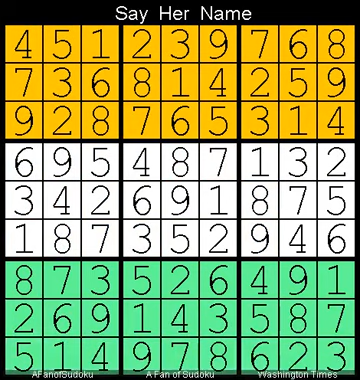 Say Her Name
4 5 1 2 3 9 7 6 8
7 3 6 8 1 4 2 5 9
9 2 8 7 6 5 3 1 4
6 9 5 4 8 7 1 3 2
3 4 2 6 9 1 8 7 5
1 8 7 3 5 2 9 4 6
8 7 3 5 2 6 4 9 1
2 6 9 1 4 3 5 8 7
5 1 4 9 7 8 6 2 3
AFanofSudoku A Fan of Sudoku Washington Times